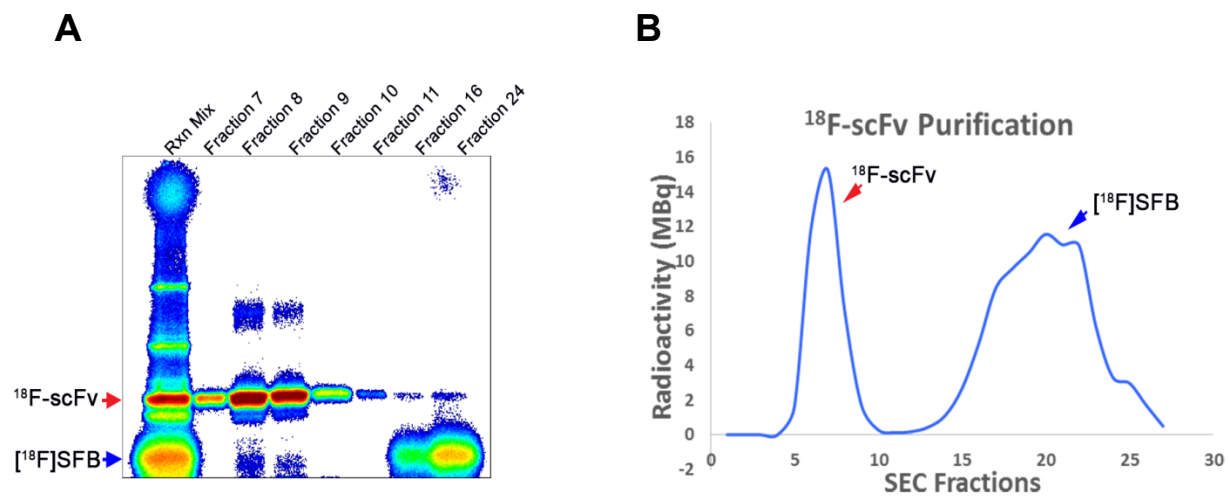 A
Rxn Mix
Fraction 7
Fraction 8
Fraction 9
Fraction 10
Fraction 11
Fraction 16
Fraction 24
¹⁸F-scFv
[¹⁸F]SFB
B
¹⁸F-scFv Purification
¹⁸F-scFv
[¹⁸F]SFB
Radioactivity (MBq)
18
16
14
12
10
8
6
4
2
0
-2
0 5 10 15 20 25 30
SEC Fractions